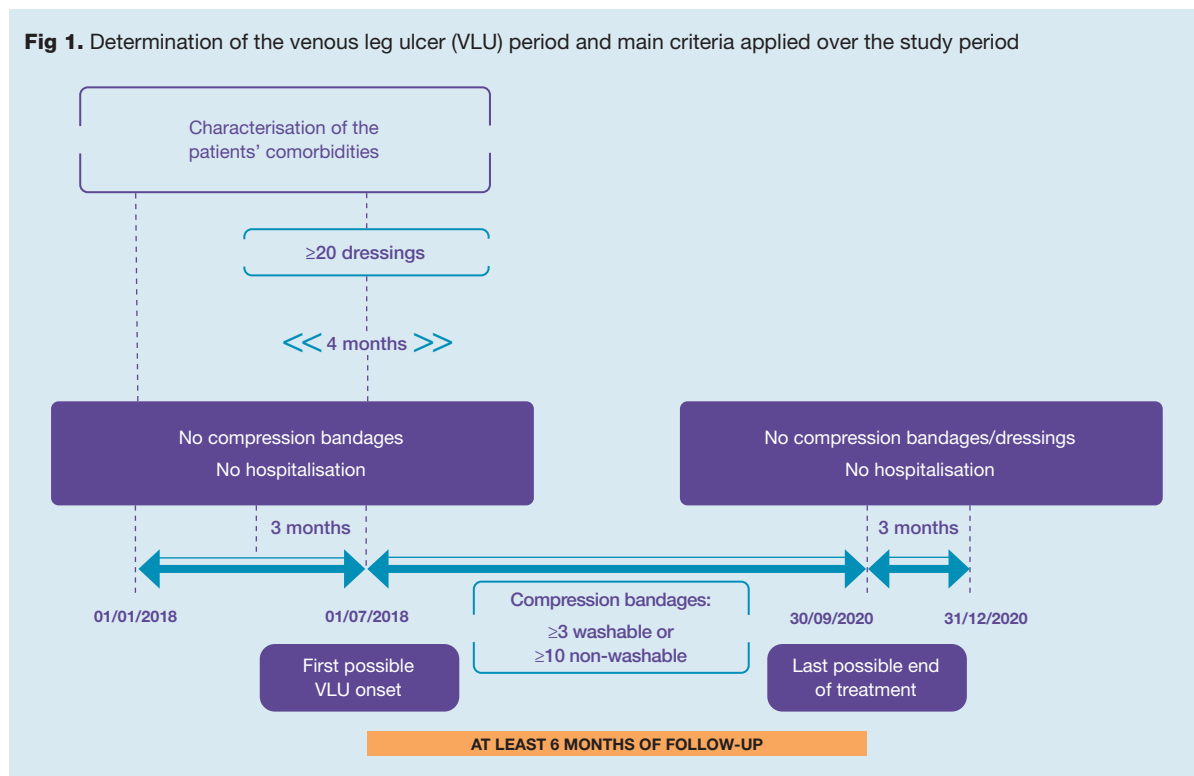 Fig 1. Determination of the venous leg ulcer (VLU) period and main criteria applied over the study period
Characterisation of the
patients’ comorbidities
≥20 dressings
<< 4 months >>
No compression bandages
No hospitalisation
No compression bandages/dressings
No hospitalisation
3 months
3 months
01/01/2018
01/07/2018
Compression bandages:
≥3 washable or
≥10 non-washable
30/09/2020
31/12/2020
First possible
VLU onset
Last possible end
of treatment
AT LEAST 6 MONTHS OF FOLLOW-UP